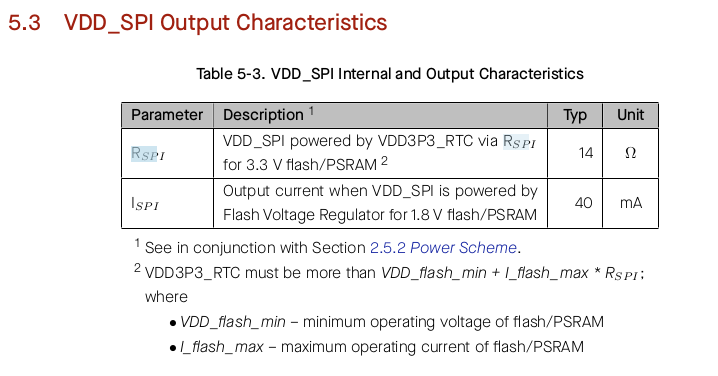 5.3 VDD_SPI Output Characteristics
Table 5-3. VDD_SPI Internal and Output Characteristics
Parameter Description 1 Typ Unit
RSPI VDD_SPI powered by VDD3P3_RTC via RSPI
for 3.3 V flash/PSRAM 2 14 Ω
ISPI Output current when VDD_SPI is powered by
Flash Voltage Regulator for 1.8 V flash/PSRAM 40 mA
1 See in conjunction with Section 2.5.2 Power Scheme.
2 VDD3P3_RTC must be more than VDD_flash_min + I_flash_max * RSPI;
where
• VDD_flash_min – minimum operating voltage of flash/PSRAM
• I_flash_max – maximum operating current of flash/PSRAM